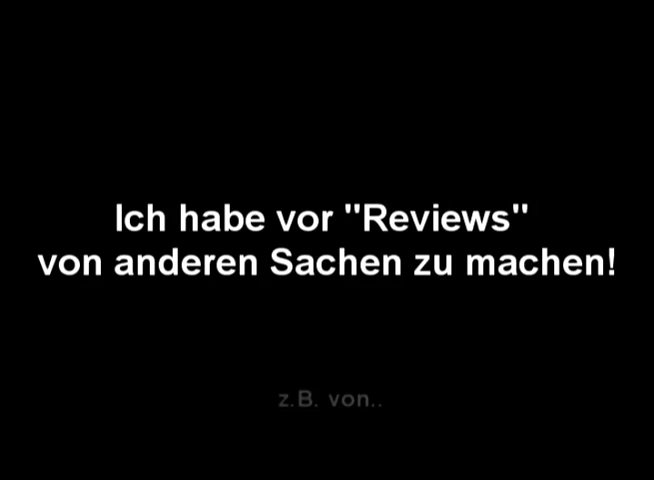 Ich habe vor "Reviews"
von anderen Sachen zu machen!
z.B. von..